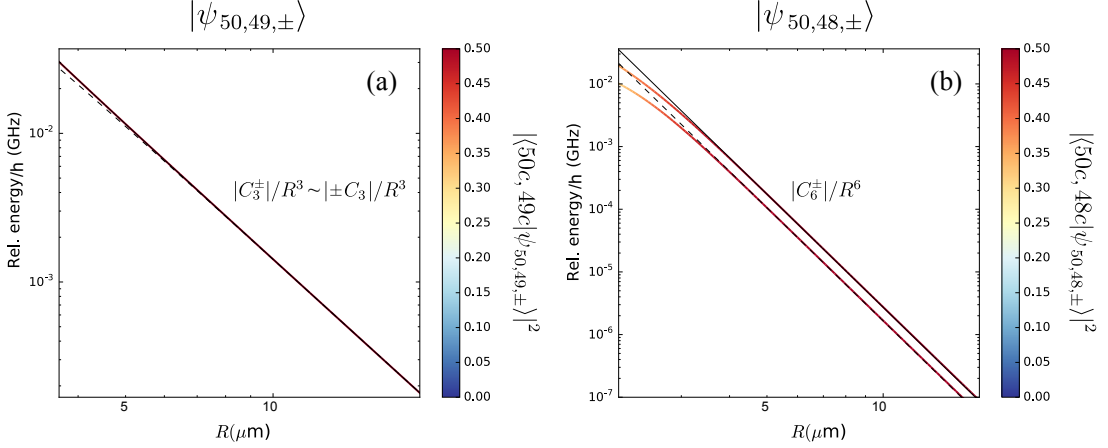 |ψ₅₀,₄₉,±⟩
(a)
Rel. energy/h (GHz)
10⁻²
10⁻³
|C₃^±|/R³ ~ |±C₃|/R³
5
10
R(μm)
0.50
0.45
0.40
0.35
0.30
0.25
0.20
0.15
0.10
0.05
0.00
|⟨50c, 49c|ψ₅₀,₄₉,±⟩|²
|ψ₅₀,₄₈,±⟩
(b)
Rel. energy/h (GHz)
10⁻²
10⁻³
10⁻⁴
10⁻⁵
10⁻⁶
10⁻⁷
|C₆^±|/R⁶
5
10
R(μm)
0.50
0.45
0.40
0.35
0.30
0.25
0.20
0.15
0.10
0.05
0.00
|⟨50c, 48c|ψ₅₀,₄₈,±⟩|²